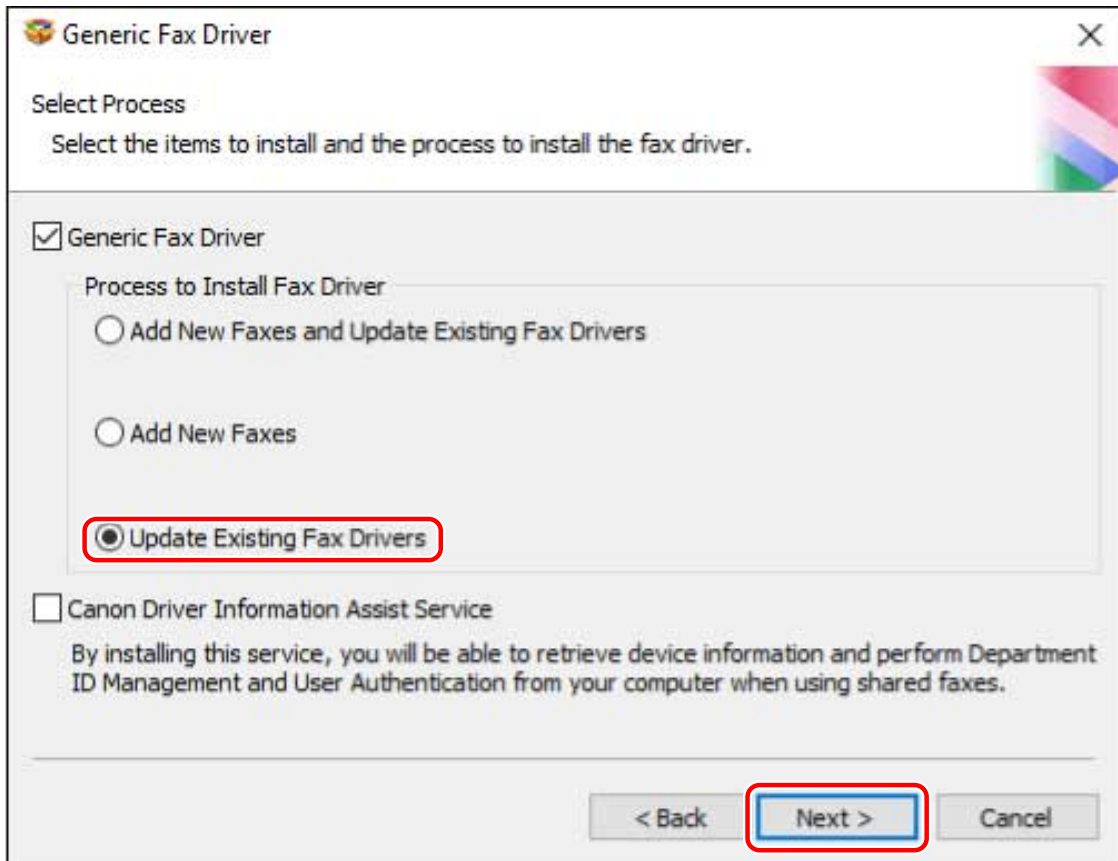 Generic Fax Driver
Select Process
Select the items to install and the process to install the fax driver.
Generic Fax Driver
Process to Install Fax Driver
Add New Faxes and Update Existing Fax Drivers
Add New Faxes
Update Existing Fax Drivers
Canon Driver Information Assist Service
By installing this service, you will be able to retrieve device information and perform Department
ID Management and User Authentication from your computer when using shared faxes.
< Back
Next >
Cancel